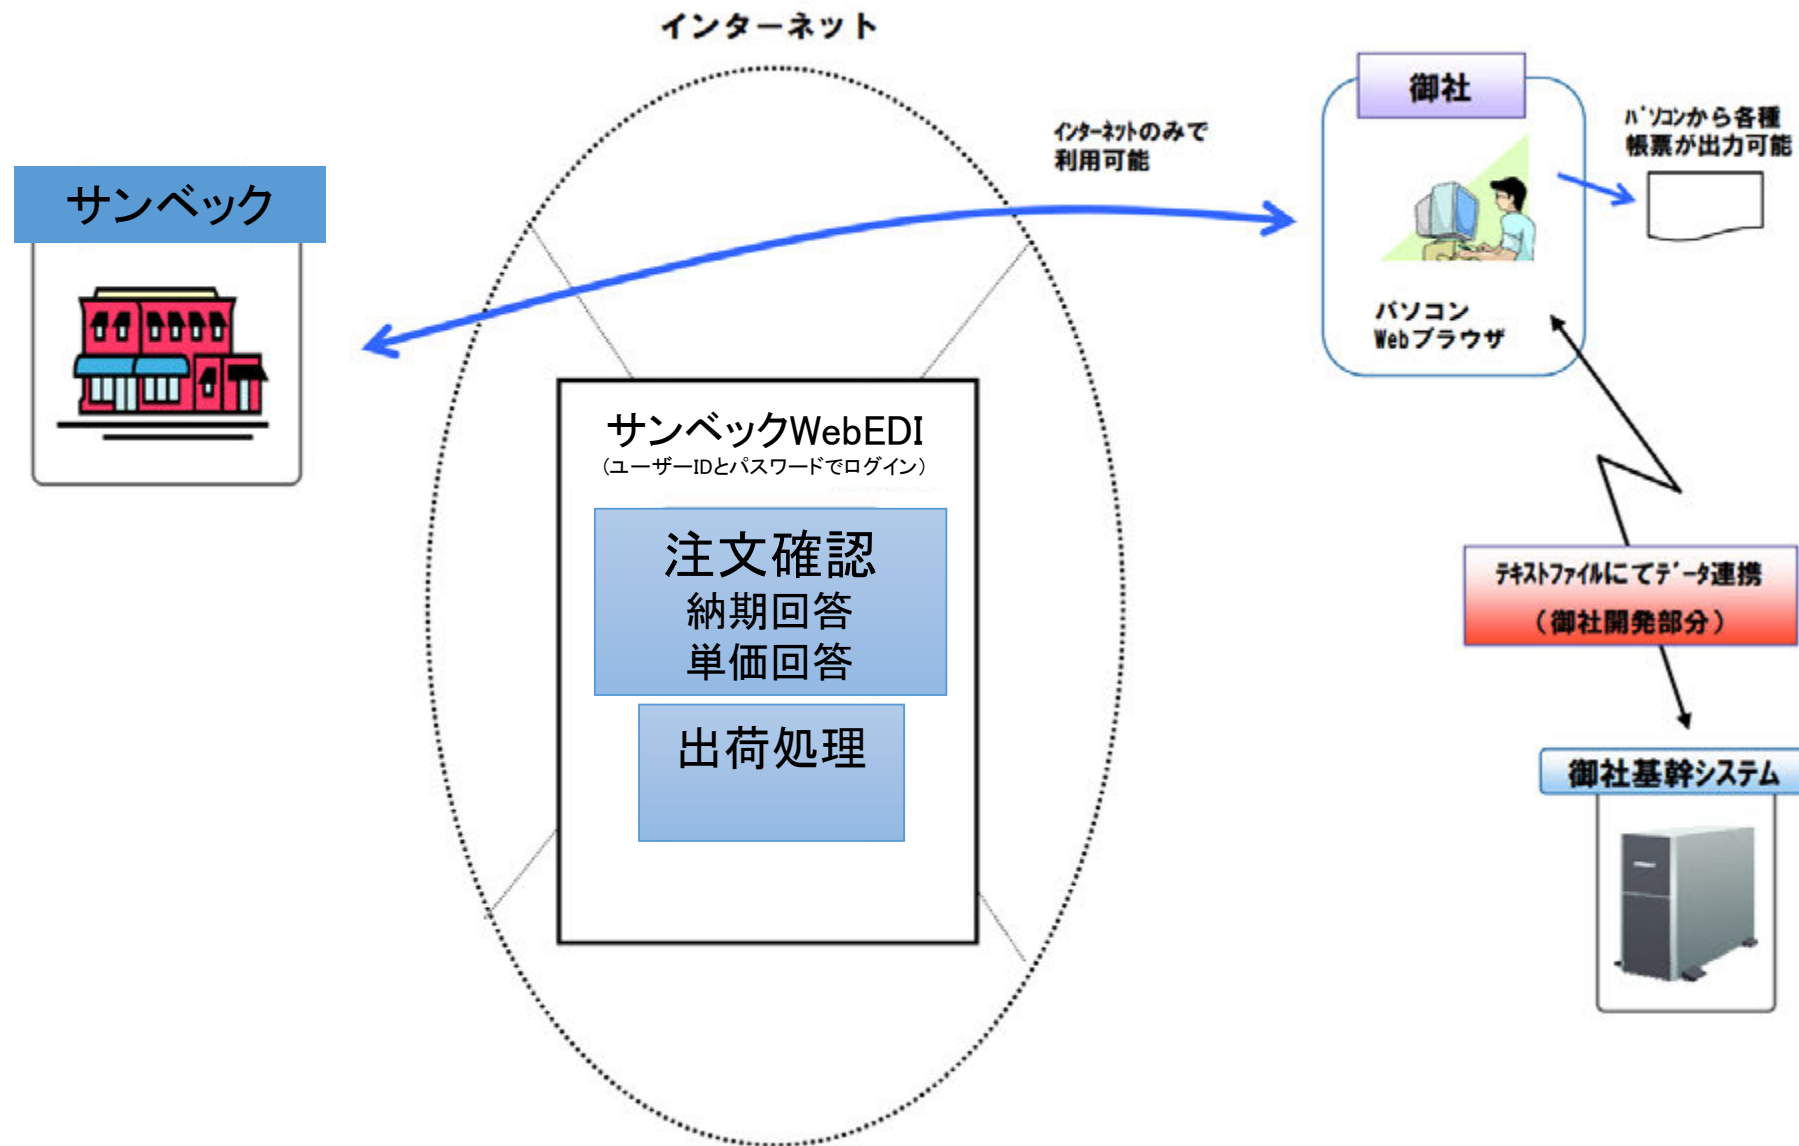 インターネット
御社
インターネットのみで
利用可能
パソコンから各種
帳票が出力可能
サンベック
パソコン
Webブラウザ
サンベックWebEDI
（ユーザーIDとパスワードでログイン）
注文確認
納期回答
単価回答
テキストファイルにてデータ連携
（御社開発部分）
出荷処理
御社基幹システム